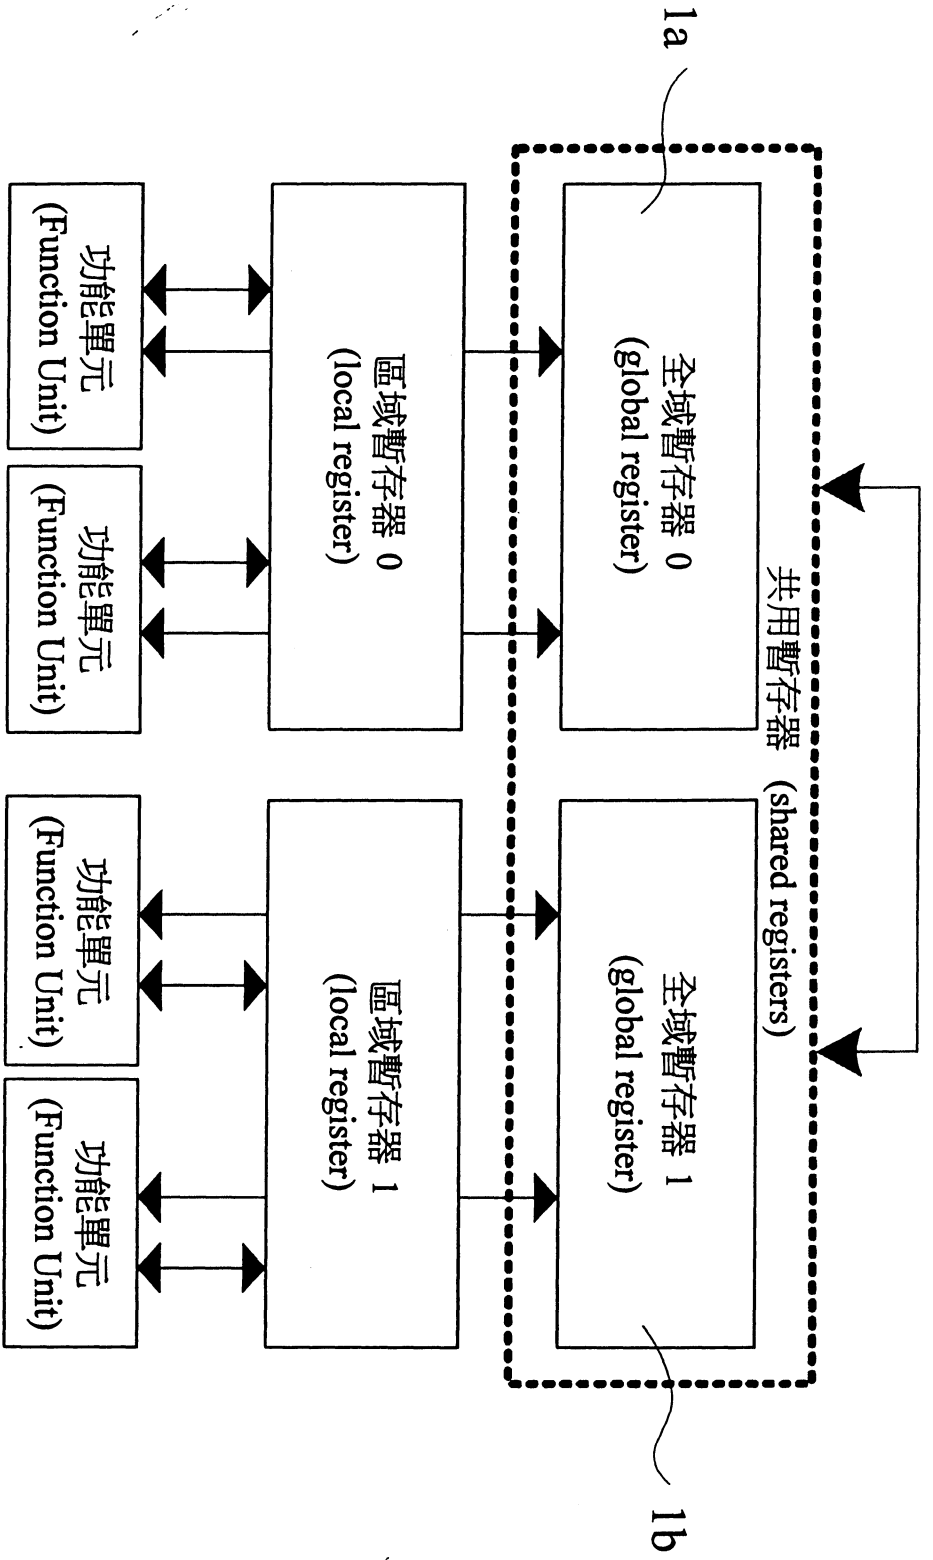 共用暫存器 (shared registers)
1a
全域暫存器 0
(global register)
全域暫存器 1
(global register)
1b
區域暫存器 0
(local register)
區域暫存器 1
(local register)
功能單元
(Function Unit)
功能單元
(Function Unit)
功能單元
(Function Unit)
功能單元
(Function Unit)